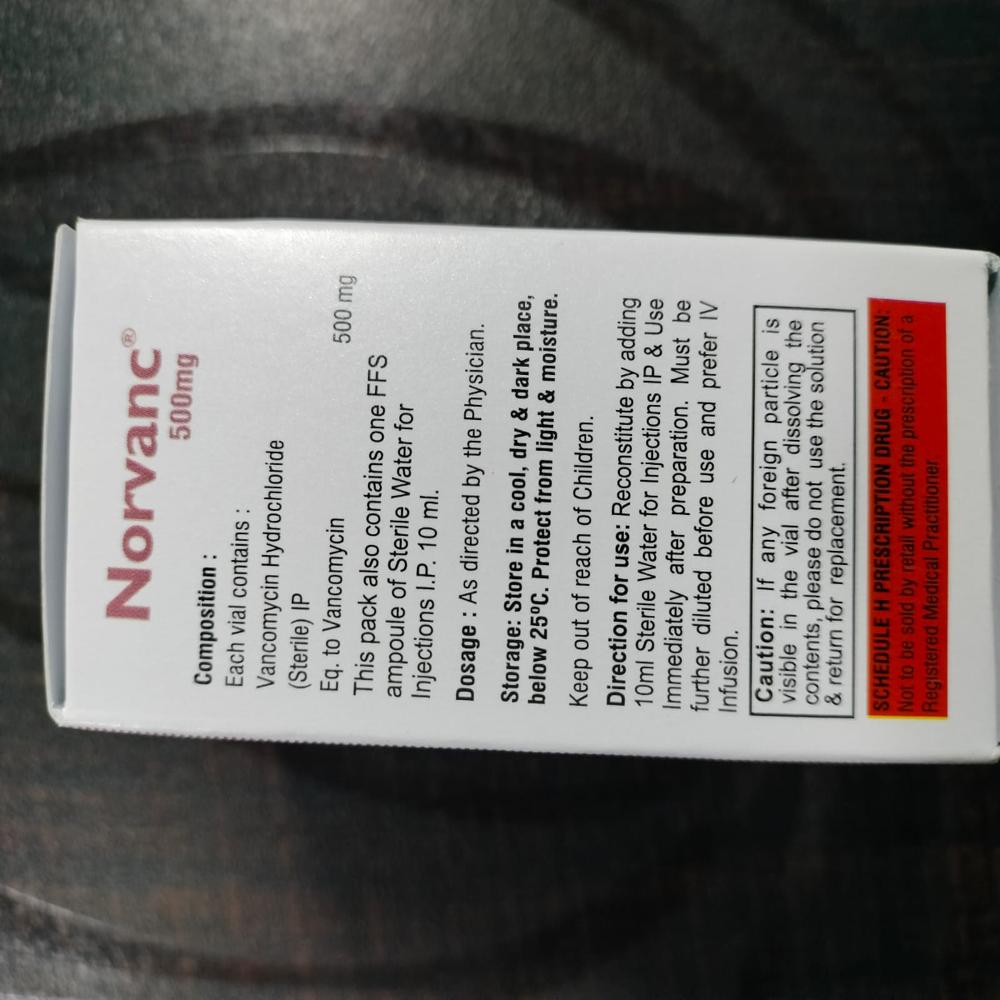 Norvanc®
500mg
Composition :
Each vial contains :
Vancomycin Hydrochloride
(Sterile) IP
Eq. to Vancomycin 500 mg
This pack also contains one FFS
ampoule of Sterile Water for
Injections I.P. 10 ml.
Dosage : As directed by the Physician.
Storage: Store in a cool, dry & dark place,
below 25ºC. Protect from light & moisture.
Keep out of reach of Children.
Direction for use: Reconstitute by adding
10ml Sterile Water for Injections IP & Use
Immediately after preparation. Must be
further diluted before use and prefer IV
Infusion.
Caution: If any foreign particle is
visible in the vial after dissolving the
contents, please do not use the solution
& return for replacement.
SCHEDULE H PRESCRIPTION DRUG - CAUTION:
Not to be sold by retail without the prescription of a
Registered Medical Practitioner